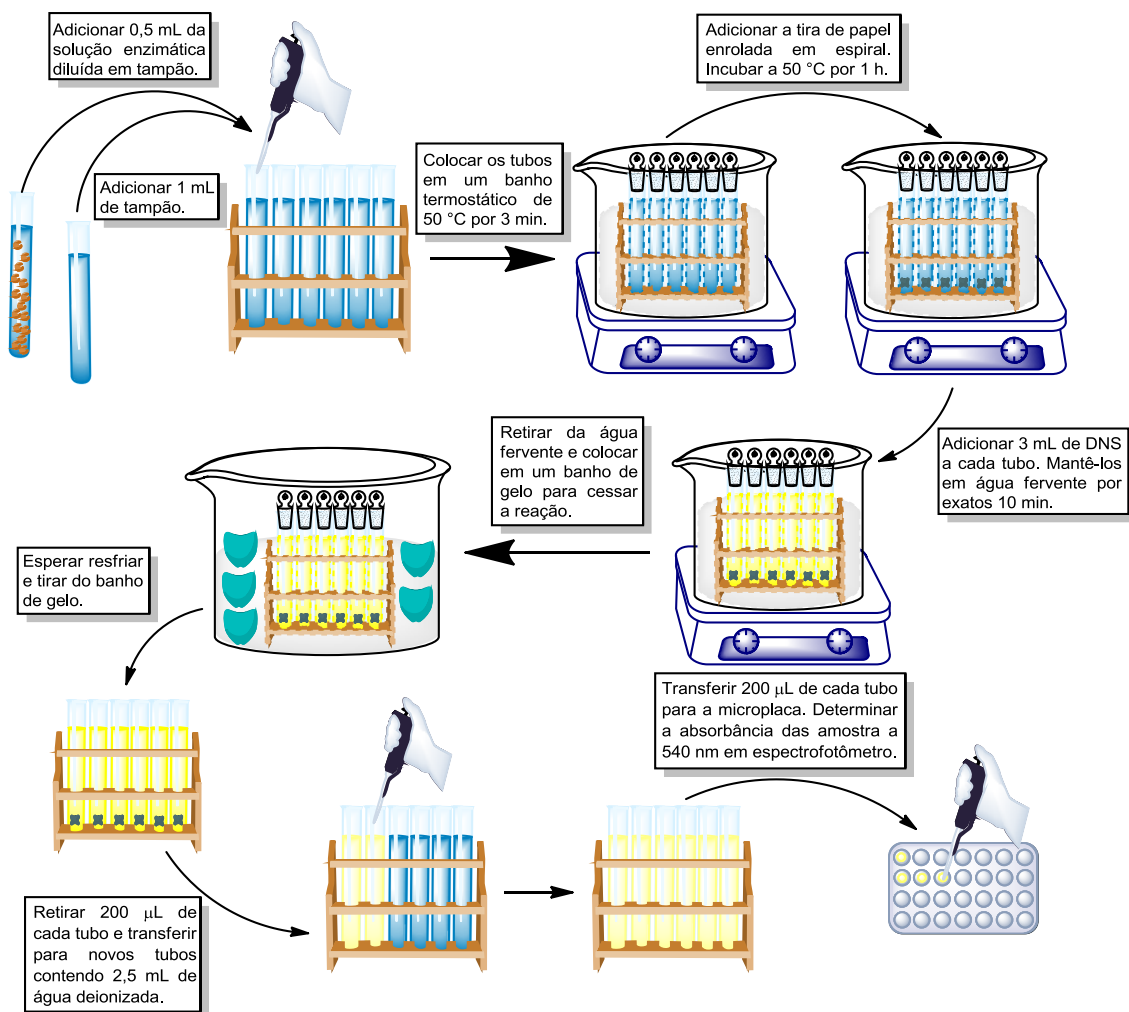 Adicionar 0,5 mL da
solução enzimática
diluída em tampão.
Adicionar 1 mL
de tampão.
Colocar os tubos
em um banho
termostático de
50 °C por 3 min.
Adicionar a tira de papel
enrolada em espiral.
Incubar a 50 °C por 1 h.
Adicionar 3 mL de DNS
a cada tubo. Mantê-los
em água fervente por
exatos 10 min.
Retirar da água
fervente e colocar
em um banho de
gelo para cessar
a reação.
Esperar resfriar
e tirar do banho
de gelo.
Retirar 200 μL de
cada tubo e transferir
para novos tubos
contendo 2,5 mL de
água deionizada.
Transferir 200 μL de cada tubo
para a microplaca. Determinar
a absorbância das amostra a
540 nm em espectrofotômetro.